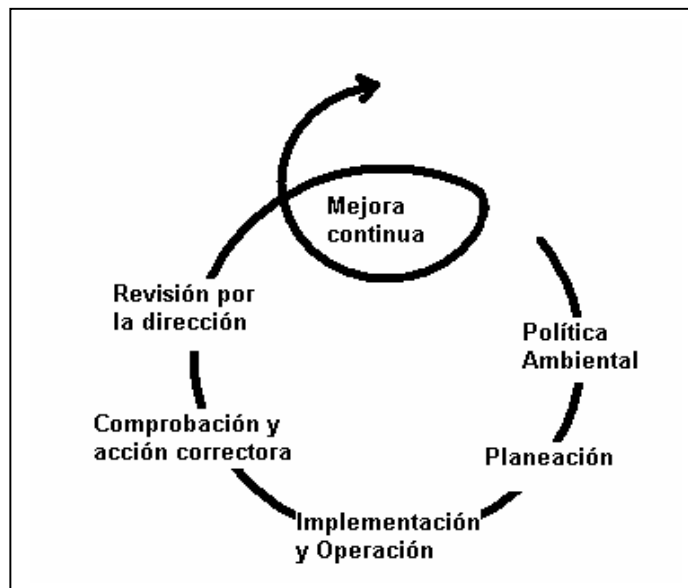 Mejora
continua
Revisión por
la dirección
Política
Ambiental
Comprobación y
acción correctora
Planeación
Implementación
y Operación